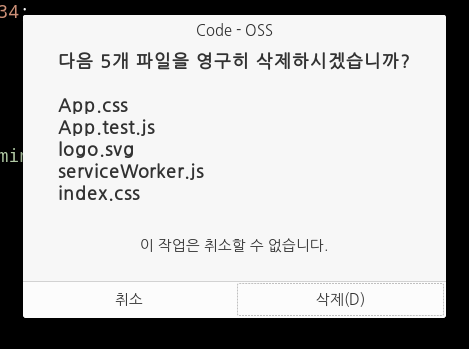 34;
Code - OSS
다음 5개 파일을 영구히 삭제하시겠습니까?
App.css
App.test.js
logo.svg
min
serviceWorker.js
index.css
이 작업은 취소할 수 없습니다.
취소 삭제(D)